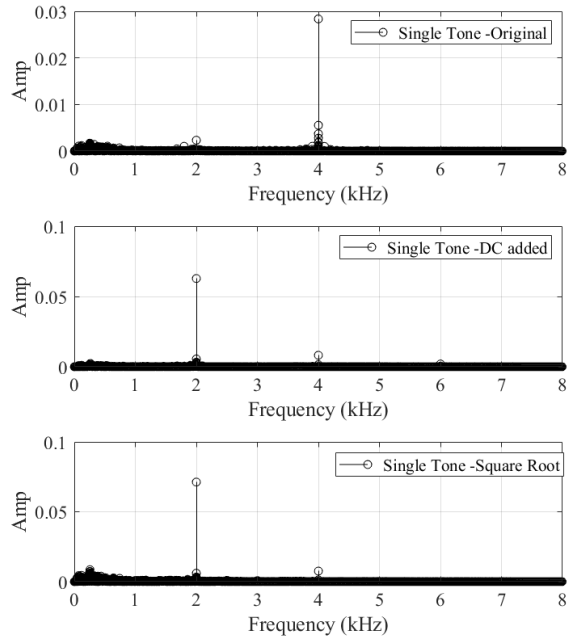 0.03
0.02
0.01
0
Amp
Single Tone -Original
0 1 2 3 4 5 6 7 8
Frequency (kHz)
0.1
0.05
0
Amp
Single Tone -DC added
0 1 2 3 4 5 6 7 8
Frequency (kHz)
0.1
0.05
0
Amp
Single Tone -Square Root
0 1 2 3 4 5 6 7 8
Frequency (kHz)